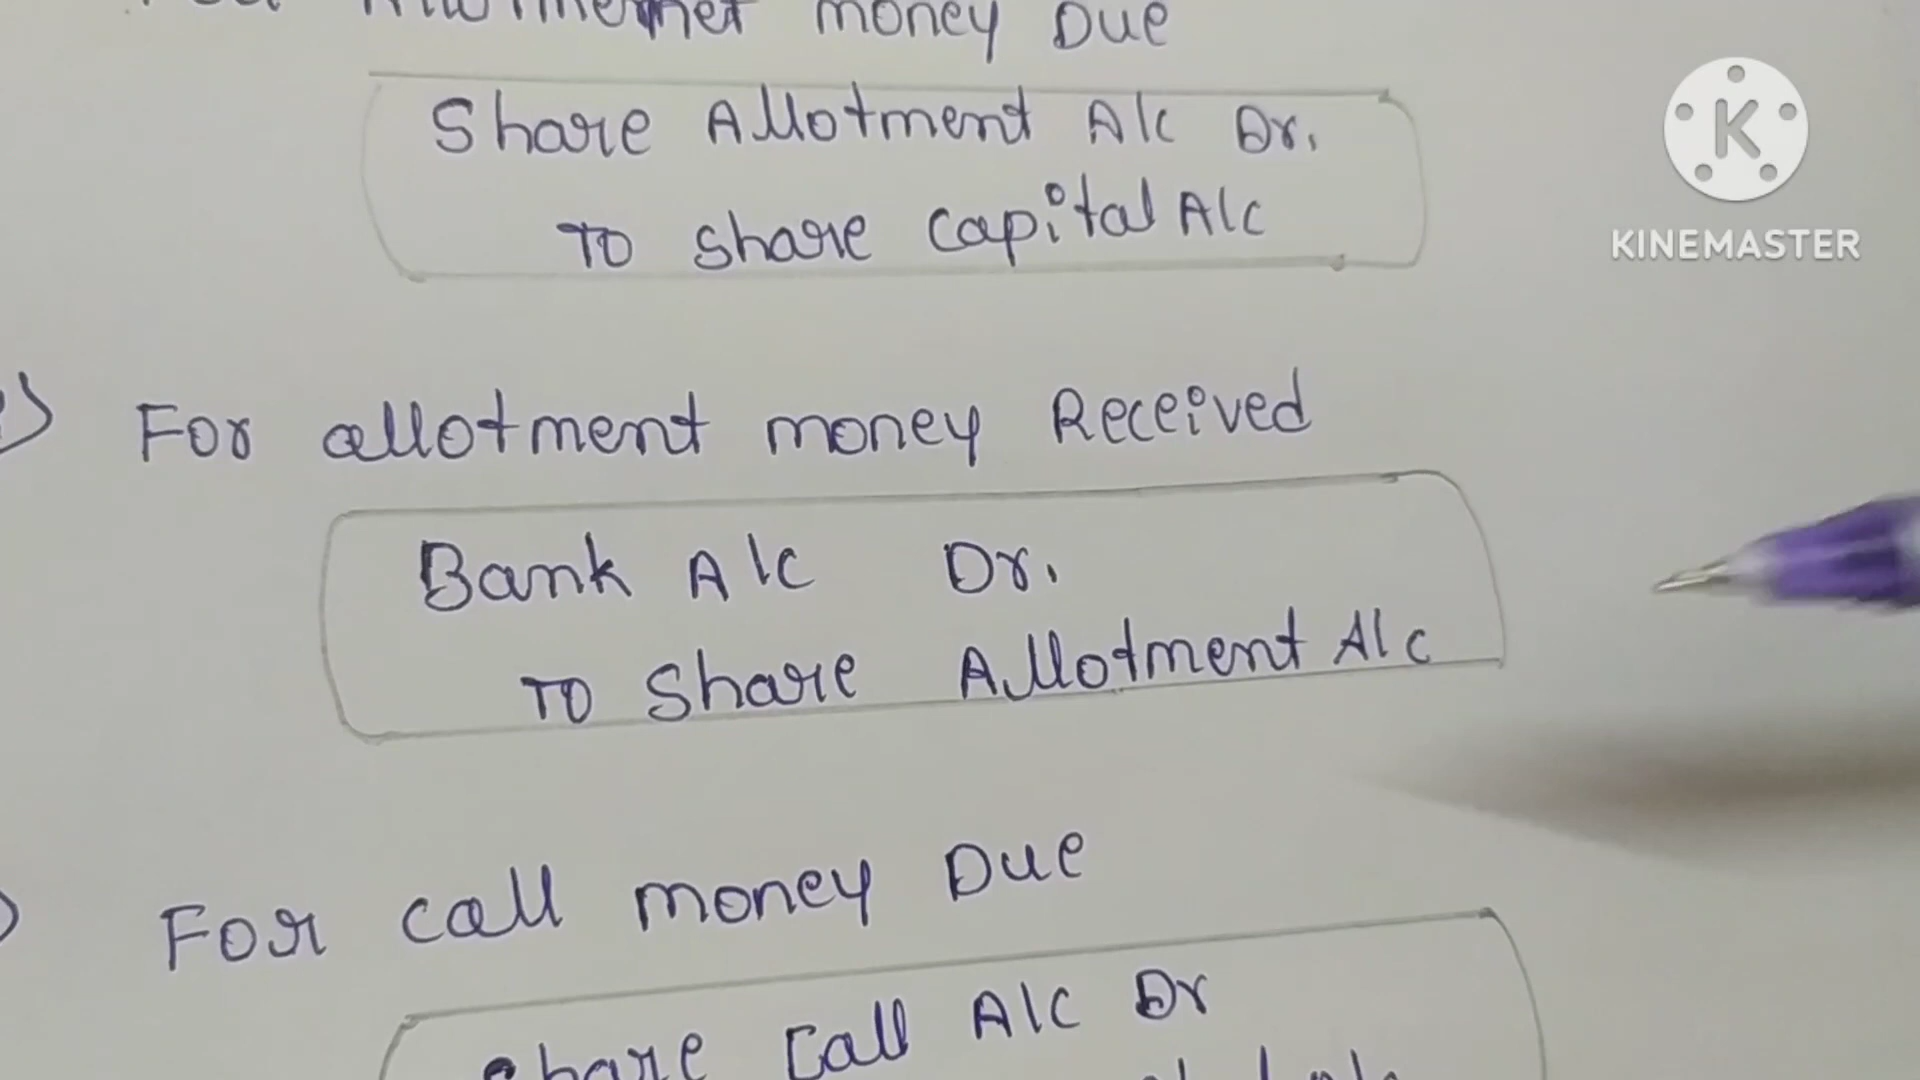 money Due
Share Allotment A/c Dr.
To share capital A/c
KINEMASTER
For allotment money Received
Bank A/c Dr.
To Share Allotment A/c
For call money Due
Share Call A/c Dr